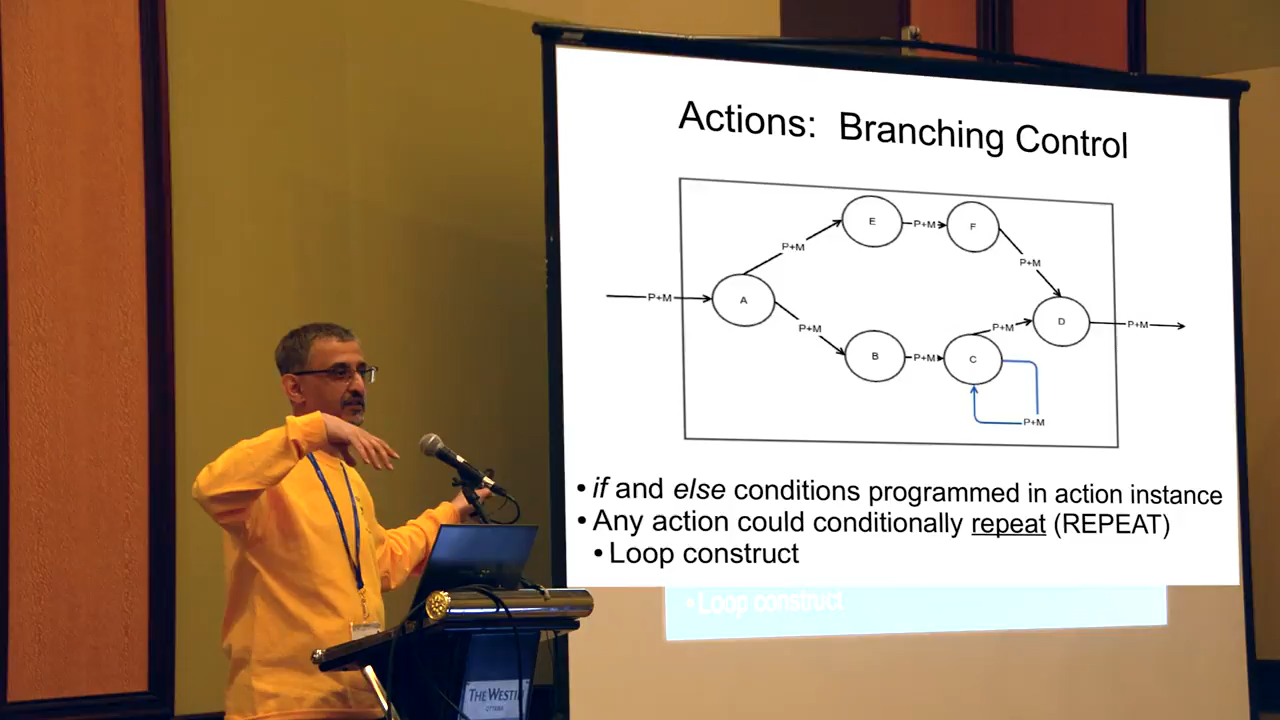 Actions: Branching Control
E
P+M
F
P+M
P+M
P+M
A
P+M
D
P+M
P+M
B
P+M
C
P+M
• if and else conditions programmed in action instance
• Any action could conditionally repeat (REPEAT)
• Loop construct
• Loop construct
THE WESTIN
OTTAWA